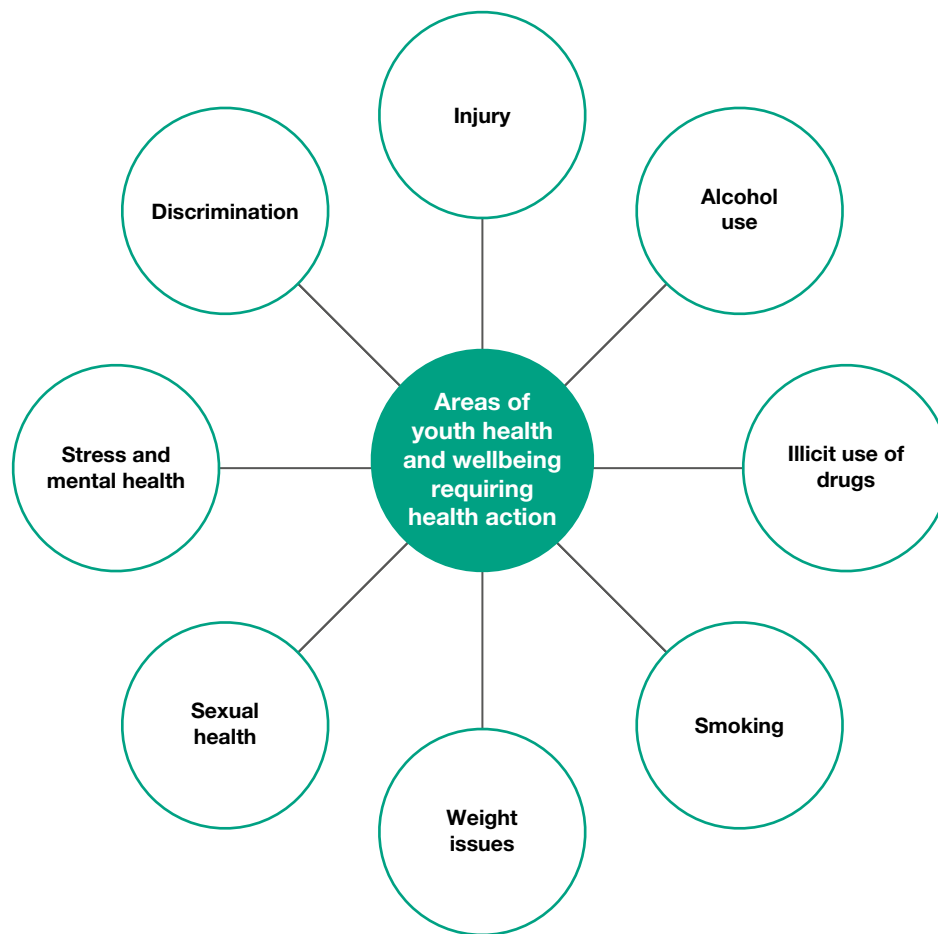 Injury
Alcohol
use
Discrimination
Areas of
youth health
and wellbeing
requiring
health action
Stress and
mental health
Illicit use of
drugs
Sexual
health
Smoking
Weight
issues